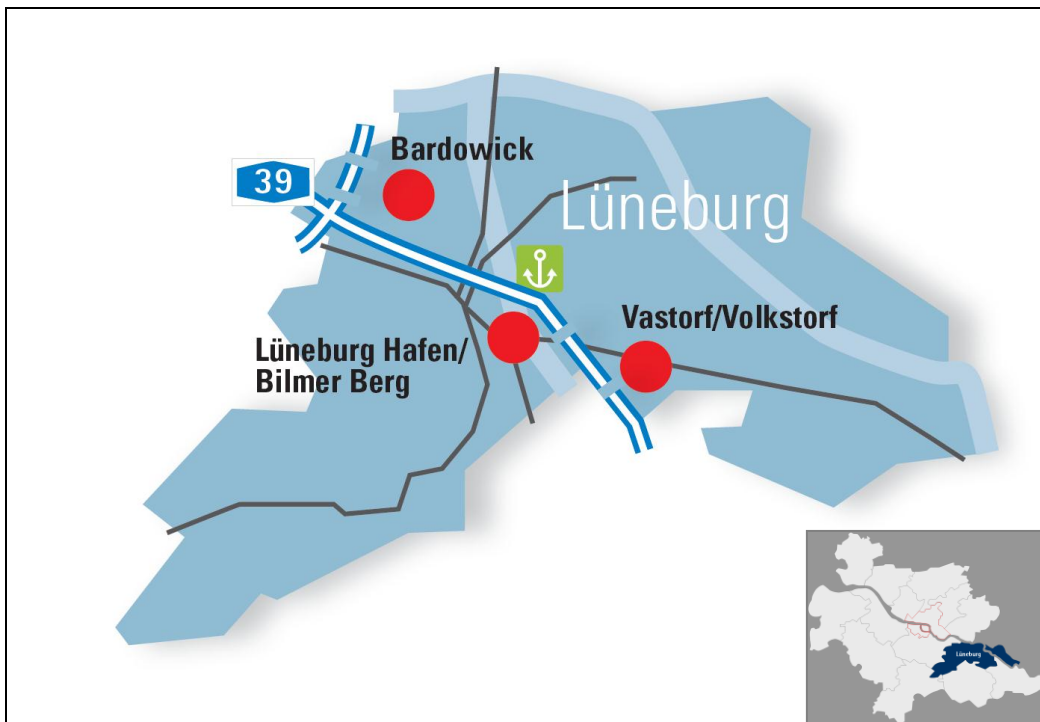 Bardowick
39
Lüneburg
Vastorf/Volkstorf
Lüneburg Hafen/
Bilmer Berg
Lüneburg